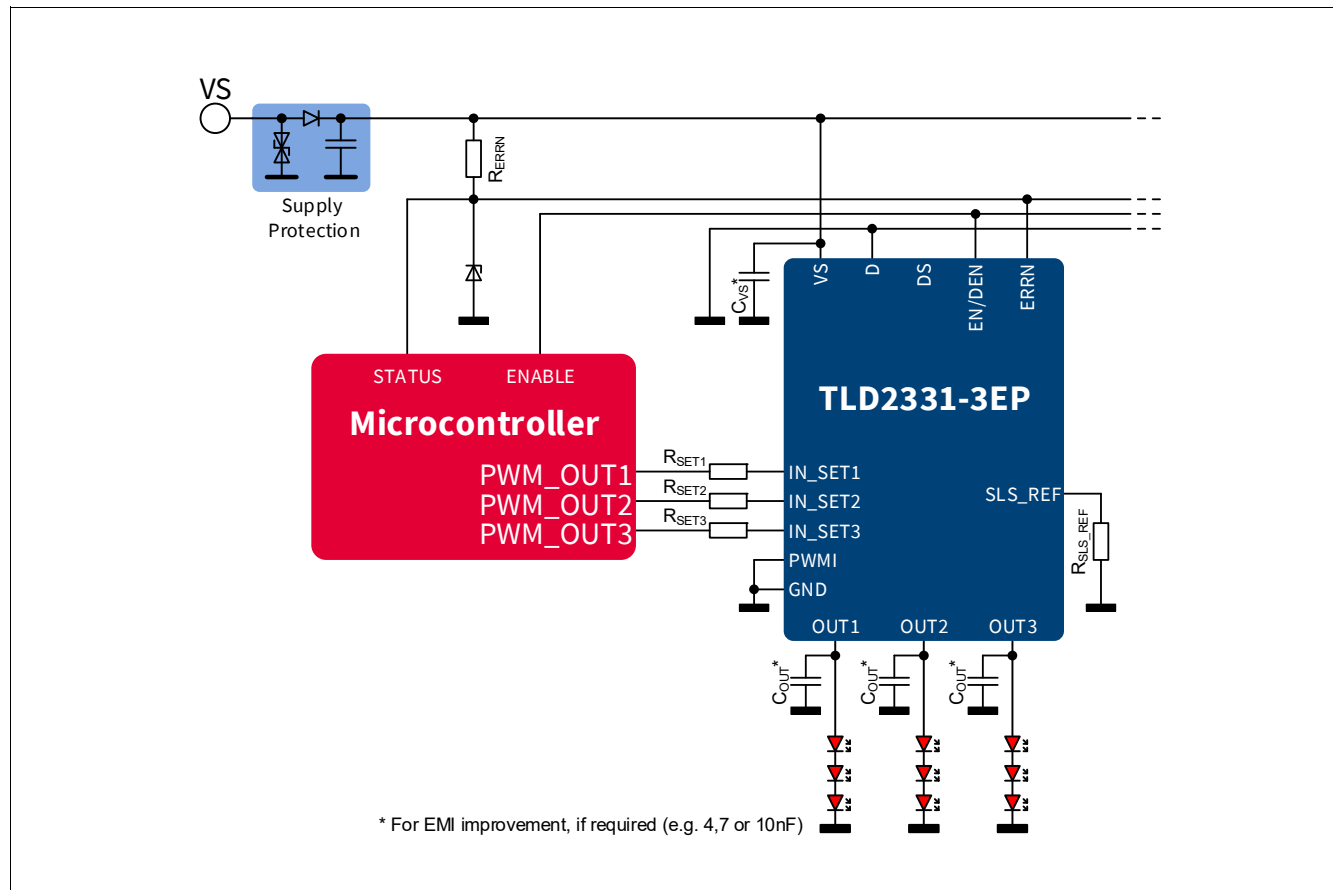 VS
Supply
Protection
RERRN
CVS*
VS
D
DS
EN/DEN
ERRN
STATUS
ENABLE
Microcontroller
TLD2331-3EP
PWM_OUT1
PWM_OUT2
PWM_OUT3
RSET1
RSET2
RSET3
IN_SET1
IN_SET2
IN_SET3
PWMI
GND
SLS_REF
RSLS_REF
OUT1
OUT2
OUT3
COUT*
COUT*
COUT*
* For EMI improvement, if required (e.g. 4,7 or 10nF)